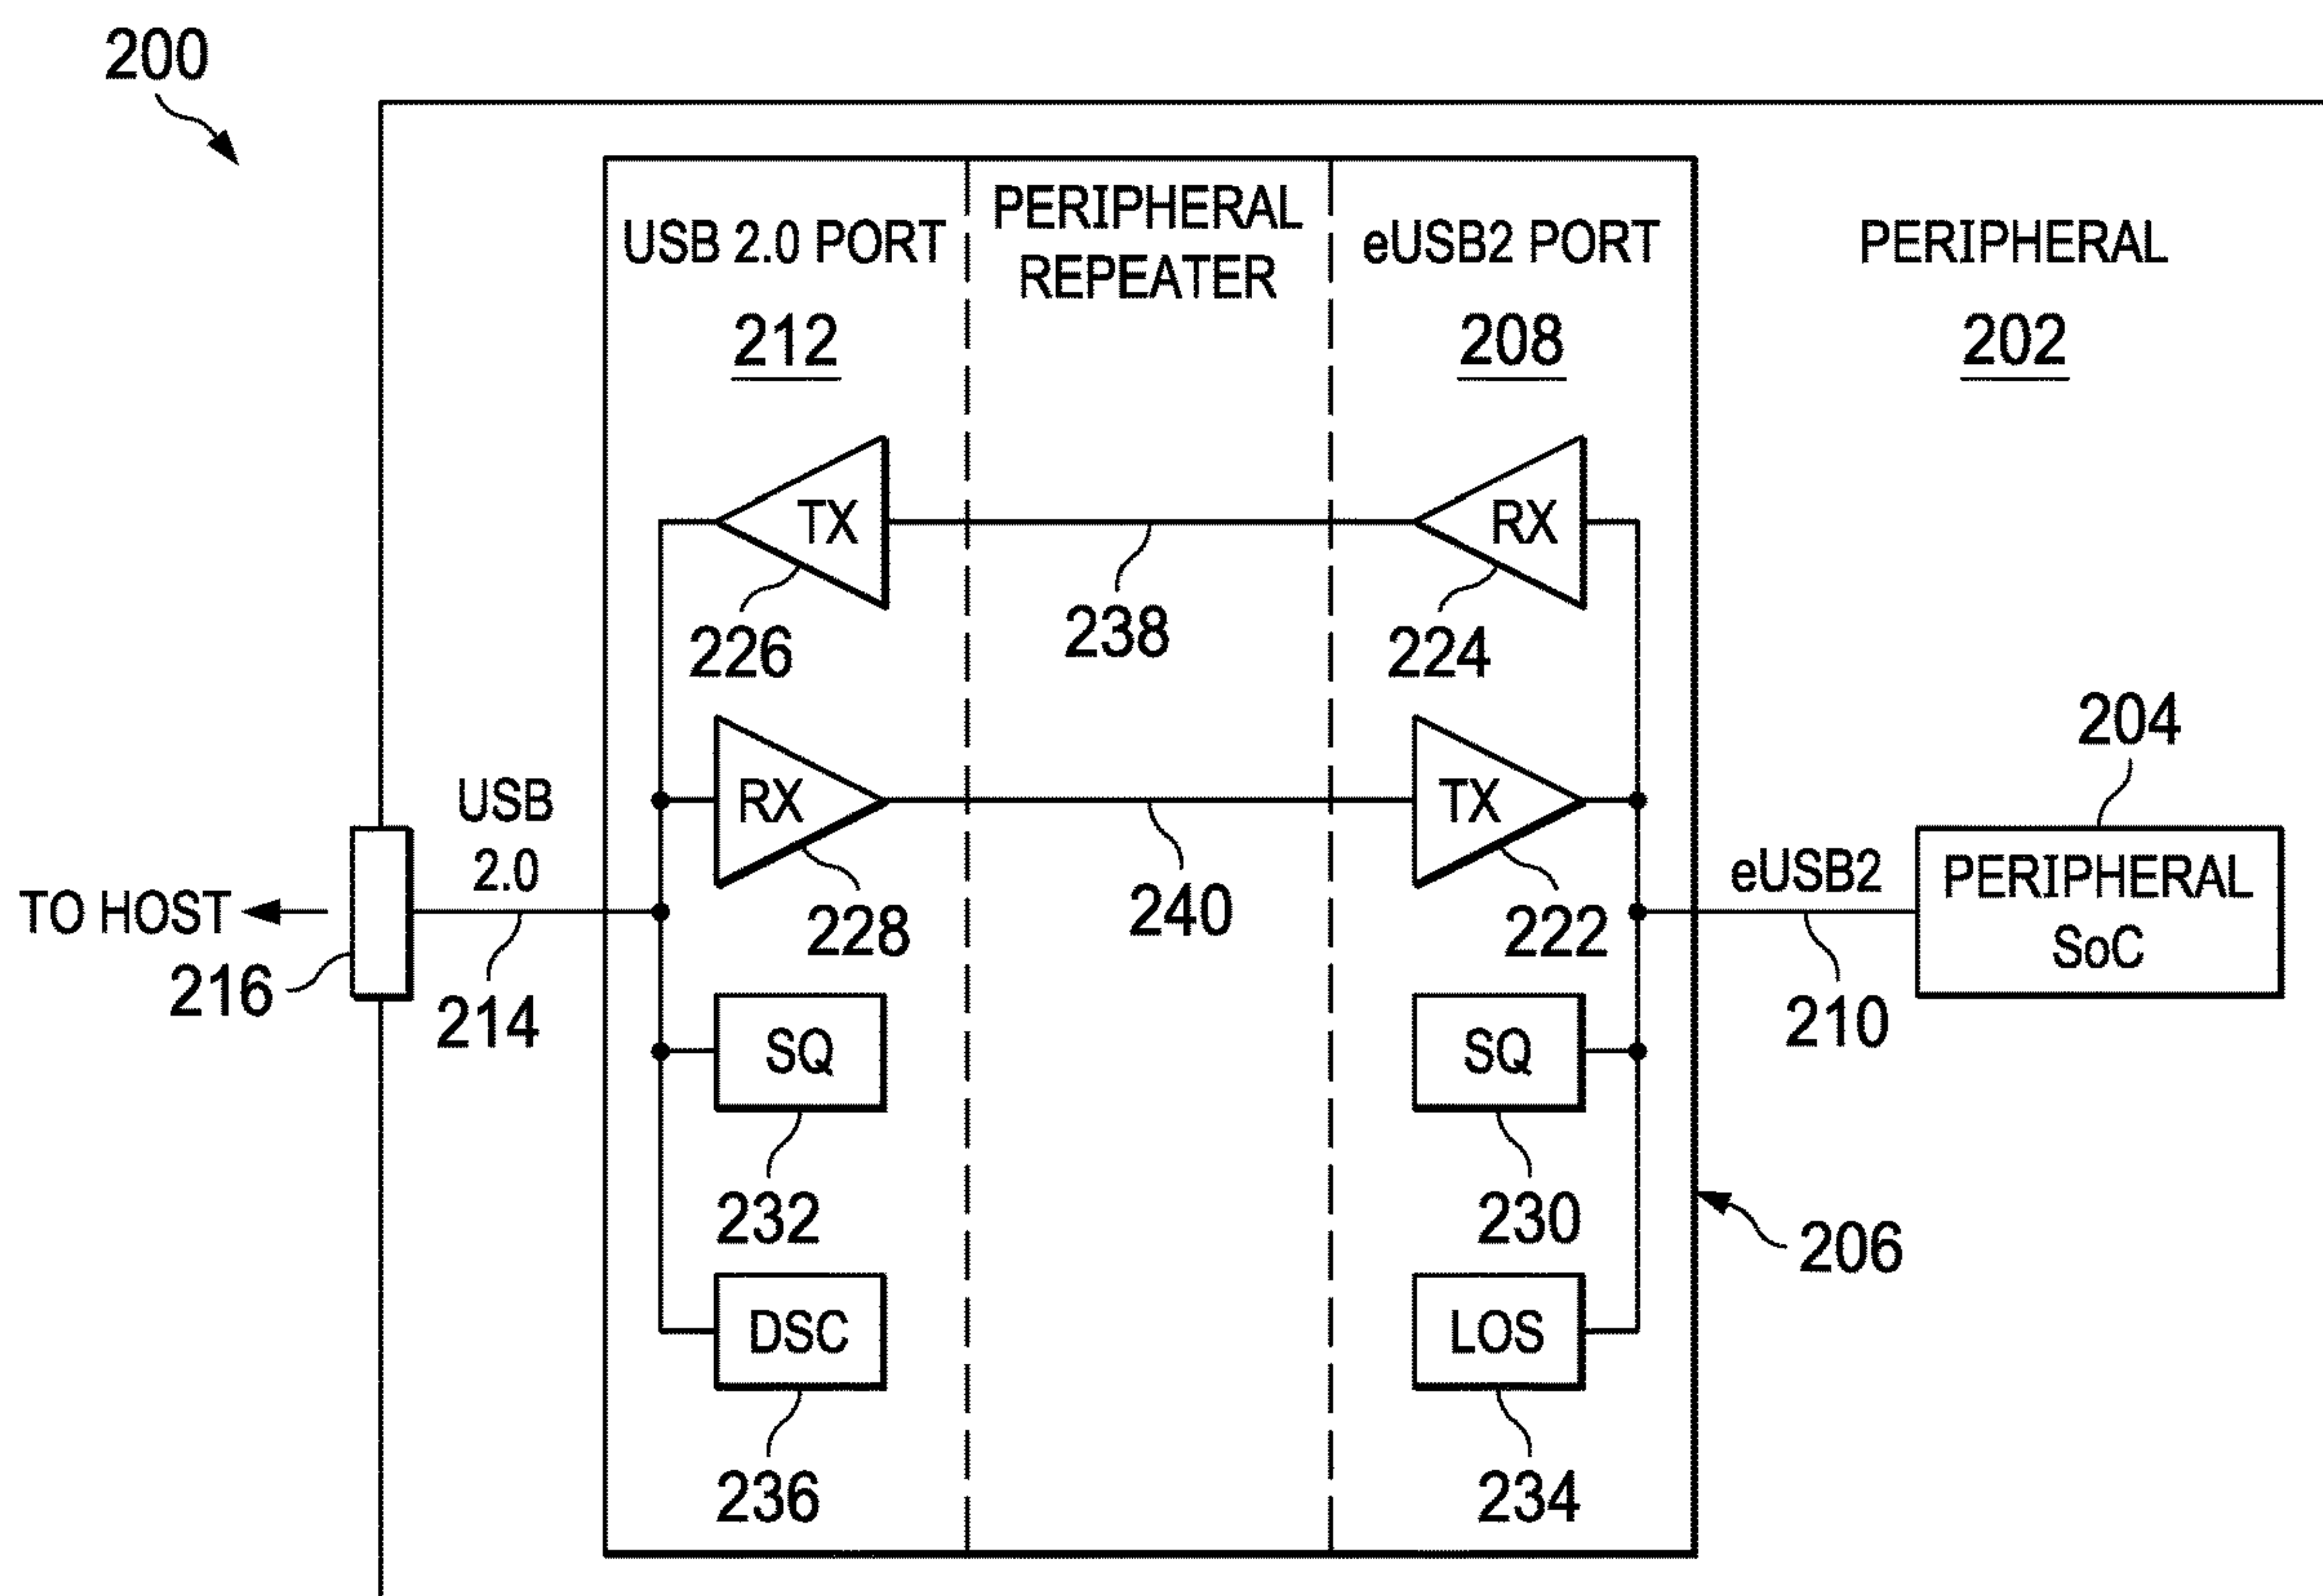 200
PERIPHERAL
REPEATER
USB 2.0 PORT
212
eUSB2 PORT
208
PERIPHERAL
202
TX
226
238
RX
224
USB
2.0
RX
228
240
TX
222
204
eUSB2
210
PERIPHERAL
SoC
TO HOST
216
214
SQ
232
SQ
230
206
DSC
236
LOS
234